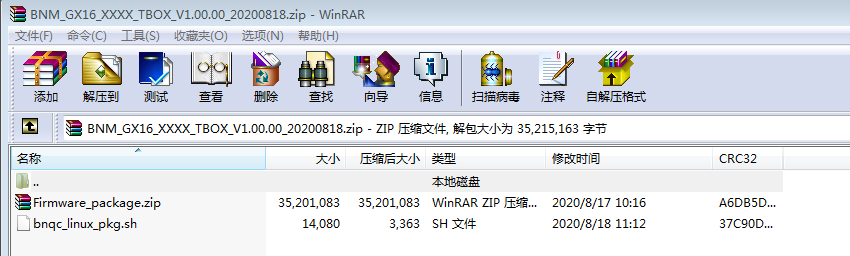 BNM_GX16_XXXX_TBOX_V1.00.00_20200818.zip - WinRAR
文件(F) 命令(C) 工具(S) 收藏夹(O) 选项(N) 帮助(H)
添加 解压到 测试 查看 删除 查找 向导 信息 扫描病毒 注释 自解压格式
BNM_GX16_XXXX_TBOX_V1.00.00_20200818.zip - ZIP 压缩文件, 解包大小为 35,215,163 字节
名称 大小 压缩后大小 类型 修改时间 CRC32
.. 本地磁盘
Firmware_package.zip 35,201,083 35,201,083 WinRAR ZIP 压缩... 2020/8/17 10:16 A6DB5D...
bnqc_linux_pkg.sh 14,080 3,363 SH 文件 2020/8/18 11:12 37C90D...